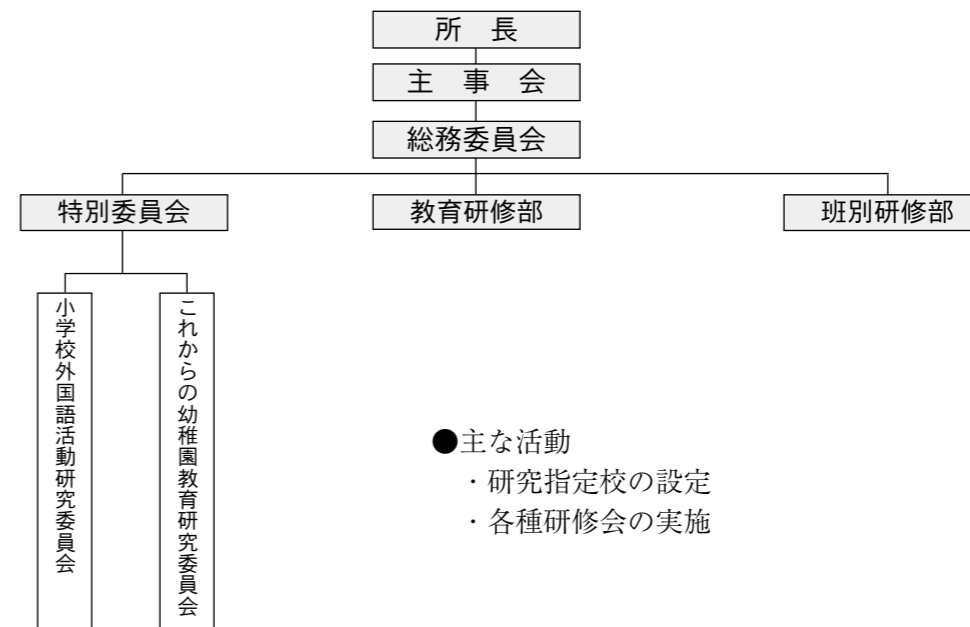 所　長
主　事　会
総務委員会
特別委員会
教育研修部
班別研修部
小学校外国語活動研究委員会
これからの幼稚園教育研究委員会
●主な活動
・研究指定校の設定
・各種研修会の実施